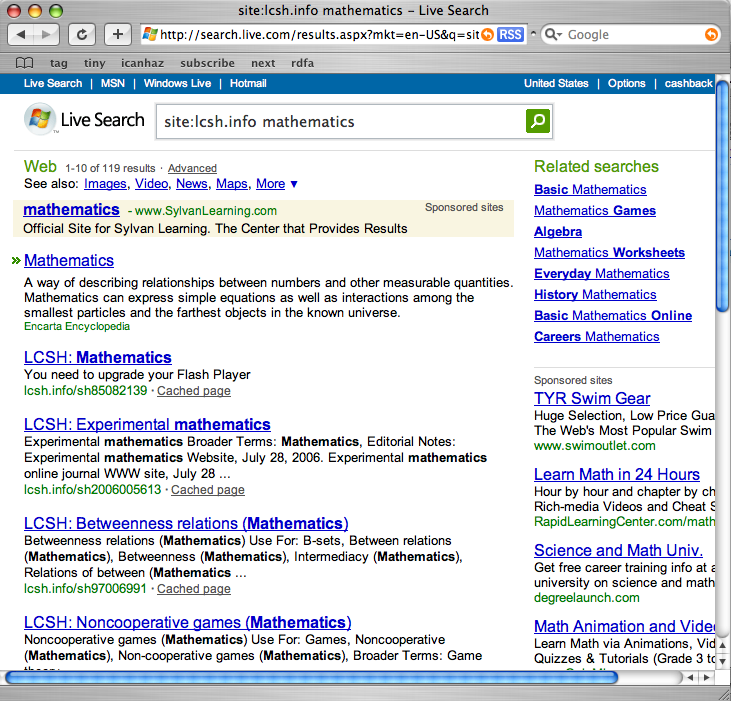 site:lcsh.info mathematics – Live Search
http://search.live.com/results.aspx?mkt=en-US&q=sit RSS Google
tag tiny icanhaz subscribe next rdfa
Live Search | MSN | Windows Live | Hotmail United States | Options | cashback
Live Search site:lcsh.info mathematics
Web 1-10 of 119 results · Advanced
See also: Images, Video, News, Maps, More ▼
mathematics - www.SylvanLearning.com Sponsored sites
Official Site for Sylvan Learning. The Center that Provides Results
Mathematics
A way of describing relationships between numbers and other measurable quantities.
Mathematics can express simple equations as well as interactions among the
smallest particles and the farthest objects in the known universe.
Encarta Encyclopedia
LCSH: Mathematics
You need to upgrade your Flash Player
lcsh.info/sh85082139 · Cached page
LCSH: Experimental mathematics
Experimental mathematics Broader Terms: Mathematics, Editorial Notes:
Experimental mathematics Website, July 28, 2006. Experimental mathematics
online journal WWW site, July 28 ...
lcsh.info/sh2006005613 · Cached page
LCSH: Betweenness relations (Mathematics)
Betweenness relations (Mathematics) Use For: B-sets, Between relations
(Mathematics), Betweenness (Mathematics), Intermediacy (Mathematics),
Relations of between (Mathematics ...
lcsh.info/sh97006991 · Cached page
LCSH: Noncooperative games (Mathematics)
Noncooperative games (Mathematics) Use For: Games, Noncooperative
(Mathematics), Non-cooperative games (Mathematics), Broader Terms: Game
Related searches
Basic Mathematics
Mathematics Games
Algebra
Mathematics Worksheets
Everyday Mathematics
History Mathematics
Basic Mathematics Online
Careers Mathematics
Sponsored sites
TYR Swim Gear
Huge Selection, Low Price Gua
The Web's Most Popular Swim
www.swimoutlet.com
Learn Math in 24 Hours
Hour by hour and chapter by ch
Rich-media Videos and Cheat S
RapidLearningCenter.com/math
Science and Math Univ.
Get free career training info at a
university on science and math
degreelaunch.com
Math Animation and Vide
Learn Math via Animations, Vid
Quizzes & Tutorials (Grade 3 to